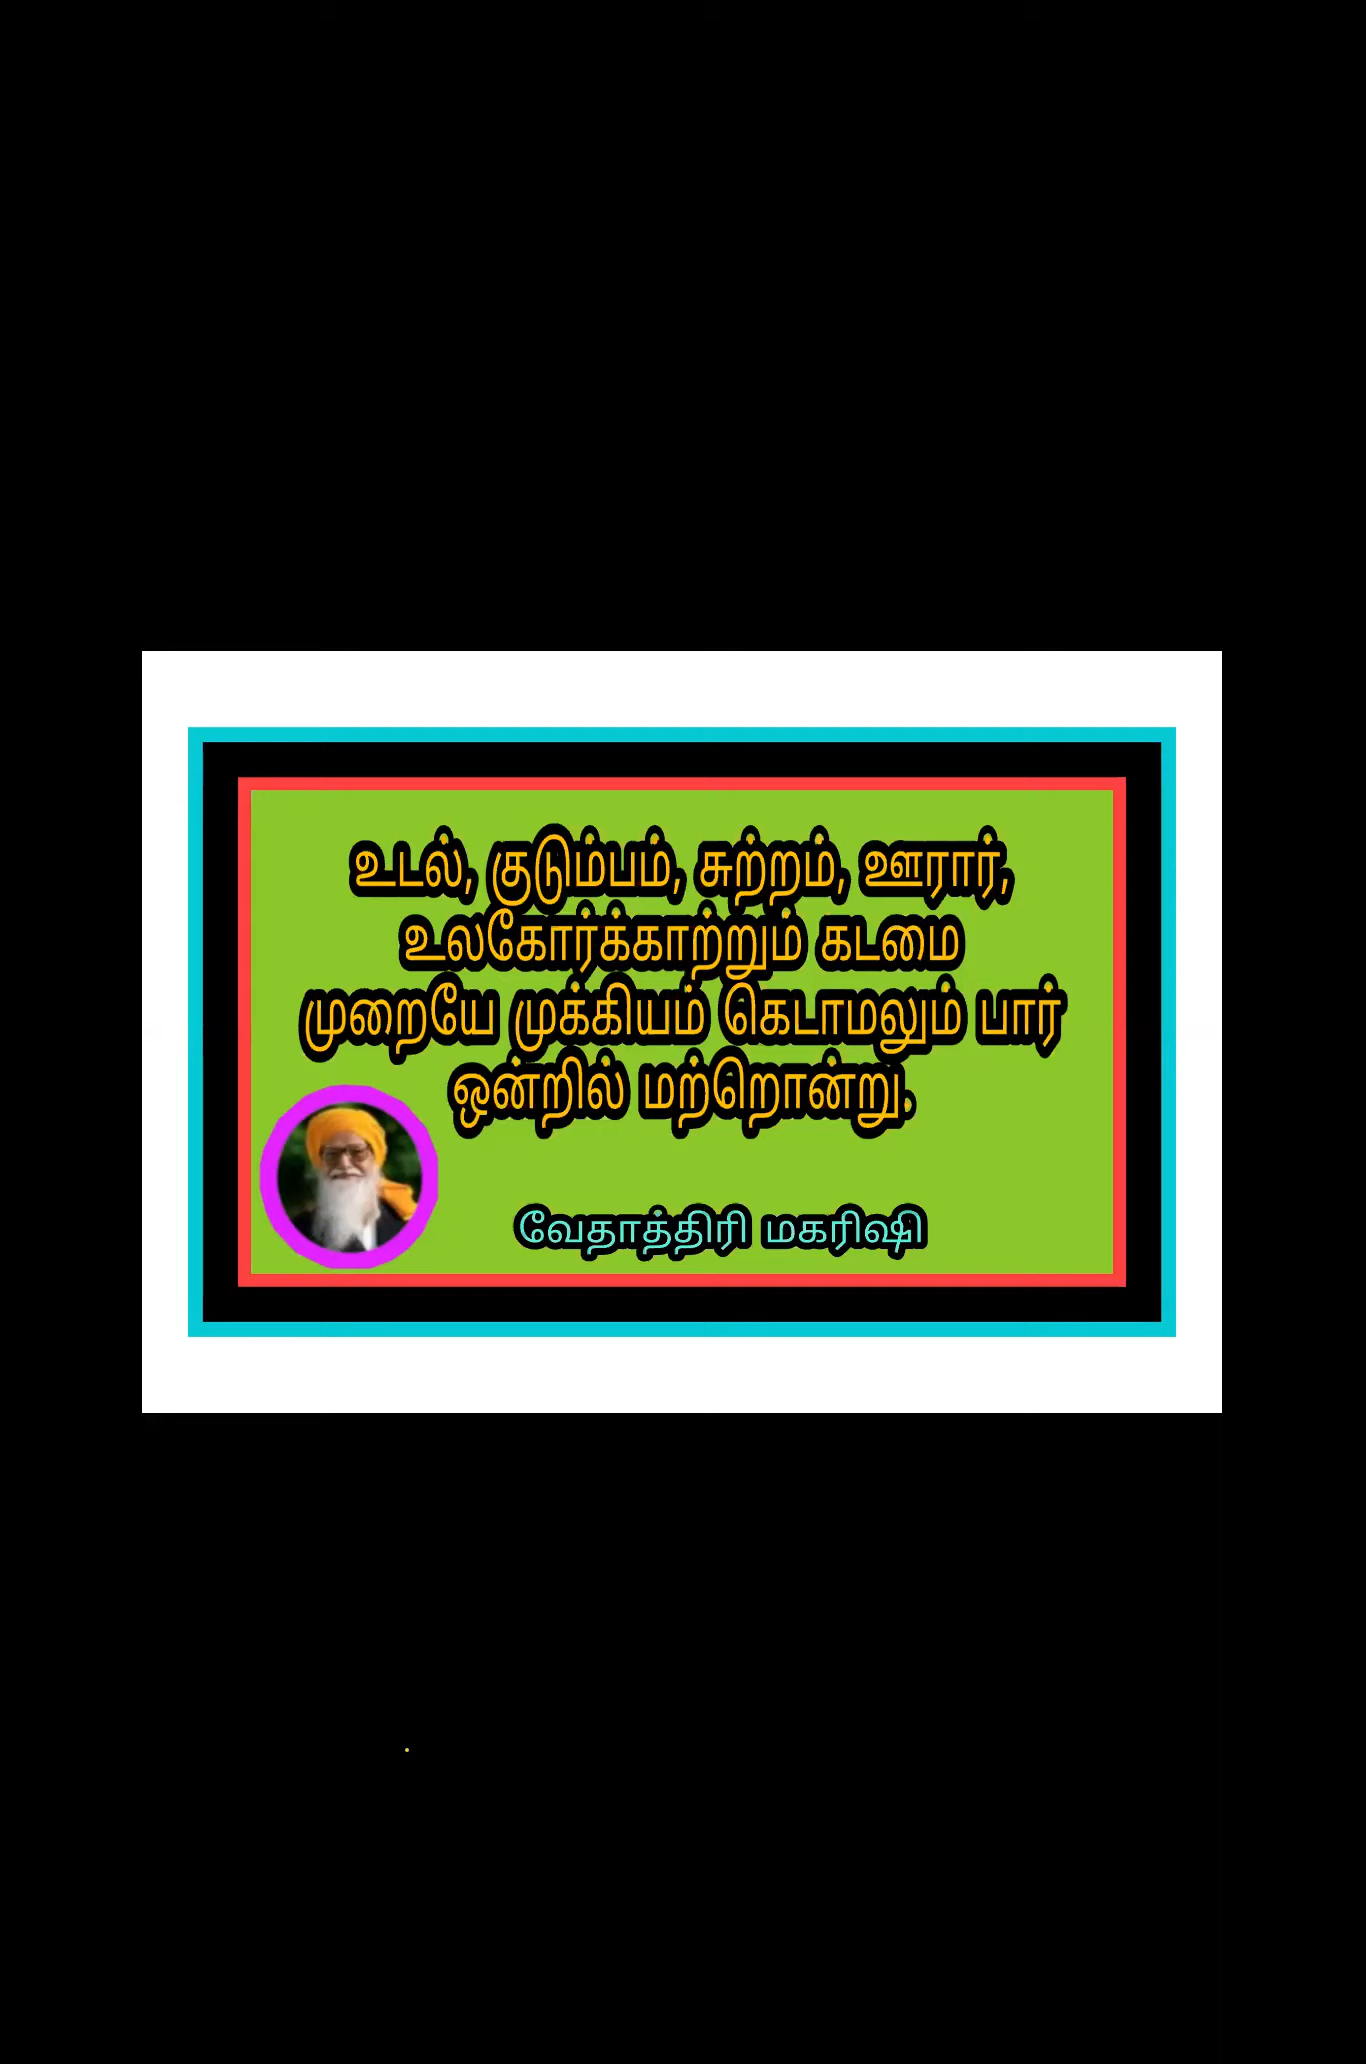 உடல், குடும்பம், சுற்றம், ஊரார்,
உலகோர்க்காற்றும் கடமை
முறையே முக்கியம் கெடாமலும் பார்
ஒன்றில் மற்றொன்று.
வேதாத்திரி மகரிஷி